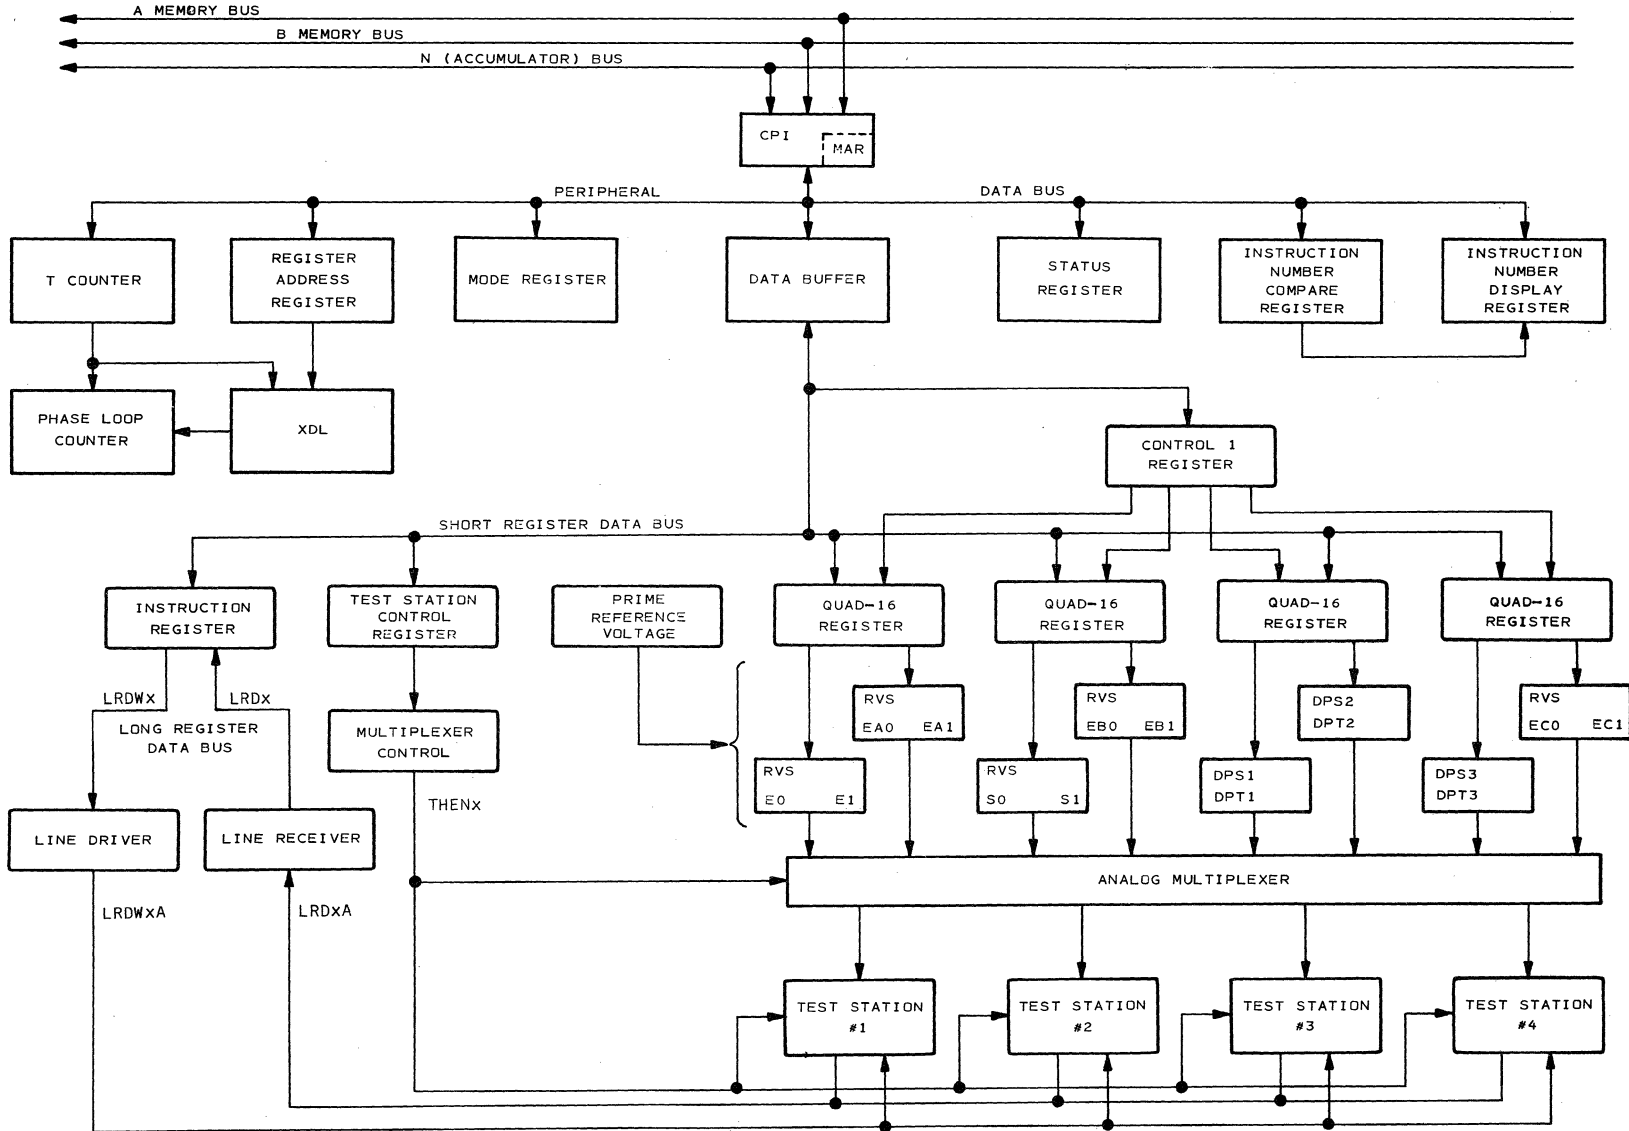 A MEMORY BUS
B MEMORY BUS
N (ACCUMULATOR) BUS
CPI
MAR
PERIPHERAL
DATA BUS
T COUNTER
REGISTER
ADDRESS
REGISTER
MODE REGISTER
DATA BUFFER
STATUS
REGISTER
INSTRUCTION
NUMBER
COMPARE
REGISTER
INSTRUCTION
NUMBER
DISPLAY
REGISTER
PHASE LOOP
COUNTER
XDL
CONTROL 1
REGISTER
SHORT REGISTER DATA BUS
INSTRUCTION
REGISTER
TEST STATION
CONTROL
REGISTER
PRIME
REFERENCE
VOLTAGE
QUAD-16
REGISTER
QUAD-16
REGISTER
QUAD-16
REGISTER
QUAD-16
REGISTER
LRDWx
LRDx
LONG REGISTER
DATA BUS
MULTIPLEXER
CONTROL
RVS
EA0 EA1
RVS
EB0 EB1
DPS2
DPT2
RVS
EC0 EC1
RVS
E0 E1
RVS
S0 S1
DPS1
DPT1
DPS3
DPT3
THENx
LINE DRIVER
LINE RECEIVER
ANALOG MULTIPLEXER
LRDWxA
LRDxA
TEST STATION
#1
TEST STATION
#2
TEST STATION
#3
TEST STATION
#4